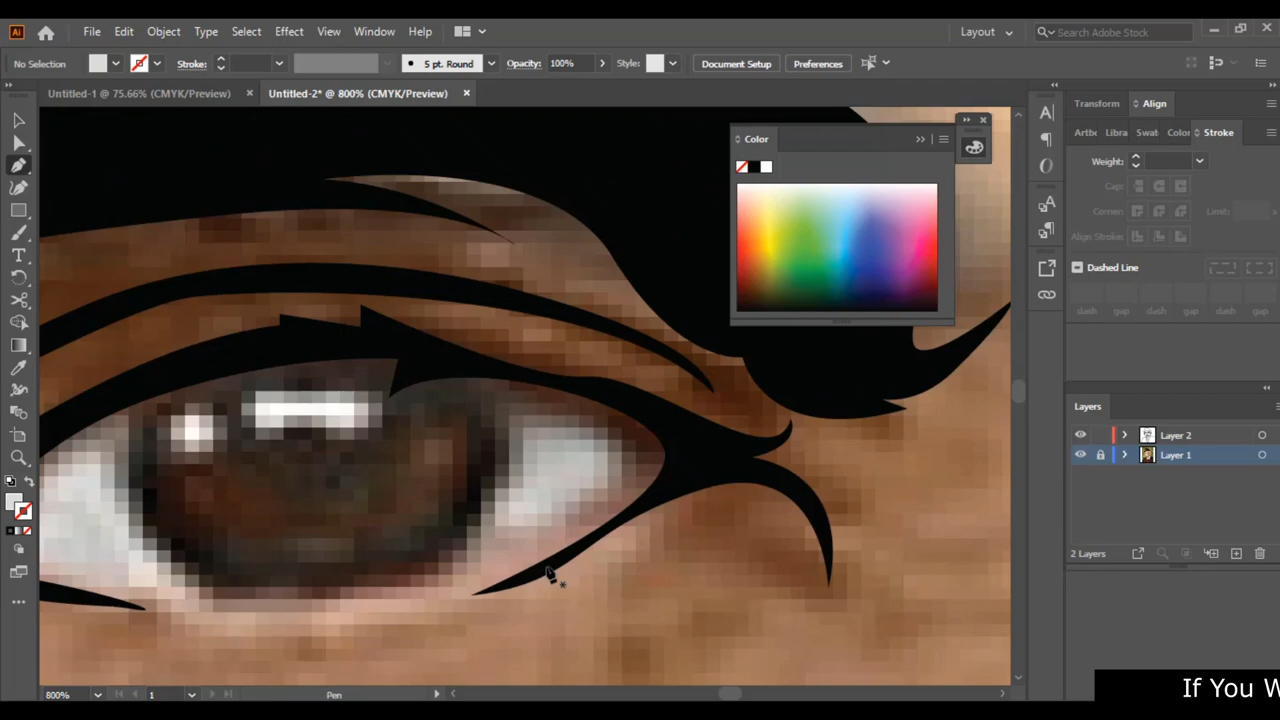 Ai
File Edit Object Type Select Effect View Window Help
Layout
Search Adobe Stock
No Selection
Stroke:
5 pt. Round
Opacity: 100%
Style:
Document Setup
Preferences
Untitled-1 @ 75.66% (CMYK/Preview)
Untitled-2* @ 800% (CMYK/Preview)
Color
Transform
Align
Artbo Libra Swat Color Stroke
Weight:
Cap:
Corner:
Limit:
Align Stroke:
Dashed Line
dash gap dash gap dash gap
Layers
Layer 2
Layer 1
2 Layers
800%
1
Pen
If You W